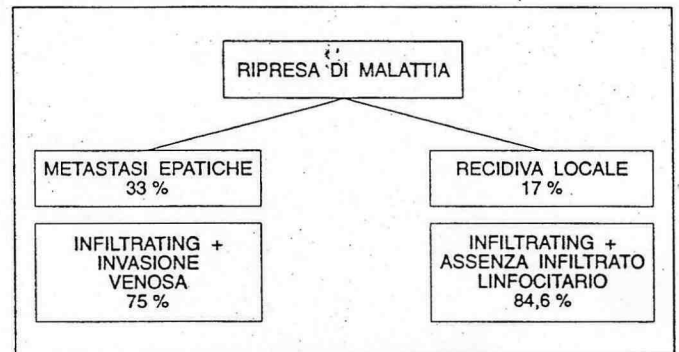 RIPRESA DI MALATTIA
METASTASI EPATICHE
33 %
RECIDIVA LOCALE
17 %
INFILTRATING +
INVASIONE
VENOSA
75 %
INFILTRATING +
ASSENZA INFILTRATO
LINFOCITARIO
84,6 %